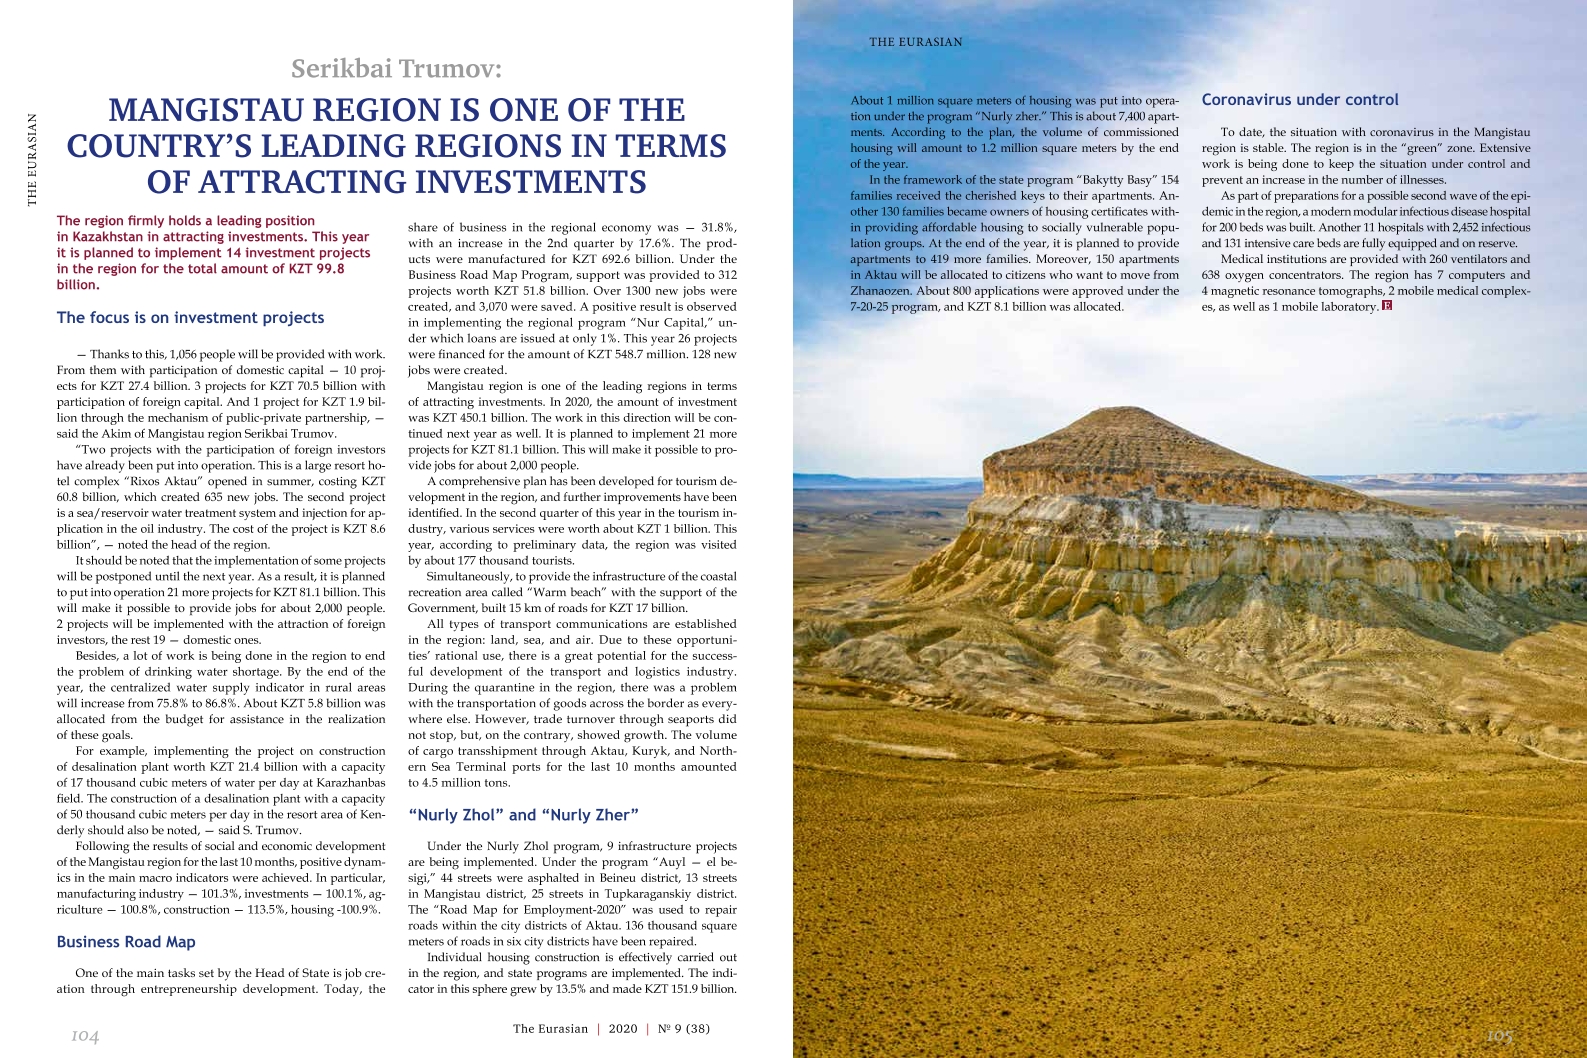 THE EURASIAN
Serikbai Trumov:
MANGISTAU REGION IS ONE OF THE
COUNTRY’S LEADING REGIONS IN TERMS
OF ATTRACTING INVESTMENTS
The region firmly holds a leading position
in Kazakhstan in attracting investments. This year
it is planned to implement 14 investment projects
in the region for the total amount of KZT 99.8
billion.
The focus is on investment projects
— Thanks to this, 1,056 people will be provided with work.
From them with participation of domestic capital — 10 proj-
ects for KZT 27.4 billion. 3 projects for KZT 70.5 billion with
participation of foreign capital. And 1 project for KZT 1.9 bil-
lion through the mechanism of public-private partnership, —
said the Akim of Mangistau region Serikbai Trumov.
“Two projects with the participation of foreign investors
have already been put into operation. This is a large resort ho-
tel complex “Rixos Aktau” opened in summer, costing KZT
60.8 billion, which created 635 new jobs. The second project
is a sea/reservoir water treatment system and injection for ap-
plication in the oil industry. The cost of the project is KZT 8.6
billion”, — noted the head of the region.
It should be noted that the implementation of some projects
will be postponed until the next year. As a result, it is planned
to put into operation 21 more projects for KZT 81.1 billion. This
will make it possible to provide jobs for about 2,000 people.
2 projects will be implemented with the attraction of foreign
investors, the rest 19 — domestic ones.
Besides, a lot of work is being done in the region to end
the problem of drinking water shortage. By the end of the
year, the centralized water supply indicator in rural areas
will increase from 75.8% to 86.8%. About KZT 5.8 billion was
allocated from the budget for assistance in the realization
of these goals.
For example, implementing the project on construction
of desalination plant worth KZT 21.4 billion with a capacity
of 17 thousand cubic meters of water per day at Karazhanbas
field. The construction of a desalination plant with a capacity
of 50 thousand cubic meters per day in the resort area of Ken-
derly should also be noted, — said S. Trumov.
Following the results of social and economic development
of the Mangistau region for the last 10 months, positive dynam-
ics in the main macro indicators were achieved. In particular,
manufacturing industry — 101.3%, investments — 100.1%, ag-
riculture — 100.8%, construction — 113.5%, housing -100.9%.
Business Road Map
One of the main tasks set by the Head of State is job cre-
ation through entrepreneurship development. Today, the
share of business in the regional economy was — 31.8%,
with an increase in the 2nd quarter by 17.6%. The prod-
ucts were manufactured for KZT 692.6 billion. Under the
Business Road Map Program, support was provided to 312
projects worth KZT 51.8 billion. Over 1300 new jobs were
created, and 3,070 were saved. A positive result is observed
in implementing the regional program “Nur Capital,” un-
der which loans are issued at only 1%. This year 26 projects
were financed for the amount of KZT 548.7 million. 128 new
jobs were created.
Mangistau region is one of the leading regions in terms
of attracting investments. In 2020, the amount of investment
was KZT 450.1 billion. The work in this direction will be con-
tinued next year as well. It is planned to implement 21 more
projects for KZT 81.1 billion. This will make it possible to pro-
vide jobs for about 2,000 people.
A comprehensive plan has been developed for tourism de-
velopment in the region, and further improvements have been
identified. In the second quarter of this year in the tourism in-
dustry, various services were worth about KZT 1 billion. This
year, according to preliminary data, the region was visited
by about 177 thousand tourists.
Simultaneously, to provide the infrastructure of the coastal
recreation area called “Warm beach” with the support of the
Government, built 15 km of roads for KZT 17 billion.
All types of transport communications are established
in the region: land, sea, and air. Due to these opportuni-
ties’ rational use, there is a great potential for the success-
ful development of the transport and logistics industry.
During the quarantine in the region, there was a problem
with the transportation of goods across the border as every-
where else. However, trade turnover through seaports did
not stop, but, on the contrary, showed growth. The volume
of cargo transshipment through Aktau, Kuryk, and North-
ern Sea Terminal ports for the last 10 months amounted
to 4.5 million tons.
“Nurly Zhol” and “Nurly Zher”
Under the Nurly Zhol program, 9 infrastructure projects
are being implemented. Under the program “Auyl — el be-
sigi,” 44 streets were asphalted in Beineu district, 13 streets
in Mangistau district, 25 streets in Tupkaraganskiy district.
The “Road Map for Employment-2020” was used to repair
roads within the city districts of Aktau. 136 thousand square
meters of roads in six city districts have been repaired.
Individual housing construction is effectively carried out
in the region, and state programs are implemented. The indi-
cator in this sphere grew by 13.5% and made KZT 151.9 billion.
104
The Eurasian | 2020 | № 9 (38)
THE EURASIAN
About 1 million square meters of housing was put into opera-
tion under the program “Nurly zher.” This is about 7,400 apart-
ments. According to the plan, the volume of commissioned
housing will amount to 1.2 million square meters by the end
of the year.
In the framework of the state program “Bakytty Basy” 154
families received the cherished keys to their apartments. An-
other 130 families became owners of housing certificates with-
in providing affordable housing to socially vulnerable popu-
lation groups. At the end of the year, it is planned to provide
apartments to 419 more families. Moreover, 150 apartments
in Aktau will be allocated to citizens who want to move from
Zhanaozen. About 800 applications were approved under the
7-20-25 program, and KZT 8.1 billion was allocated.
Coronavirus under control
To date, the situation with coronavirus in the Mangistau
region is stable. The region is in the “green” zone. Extensive
work is being done to keep the situation under control and
prevent an increase in the number of illnesses.
As part of preparations for a possible second wave of the epi-
demic in the region, a modern modular infectious disease hospital
for 200 beds was built. Another 11 hospitals with 2,452 infectious
and 131 intensive care beds are fully equipped and on reserve.
Medical institutions are provided with 260 ventilators and
638 oxygen concentrators. The region has 7 computers and
4 magnetic resonance tomographs, 2 mobile medical complex-
es, as well as 1 mobile laboratory. E
105